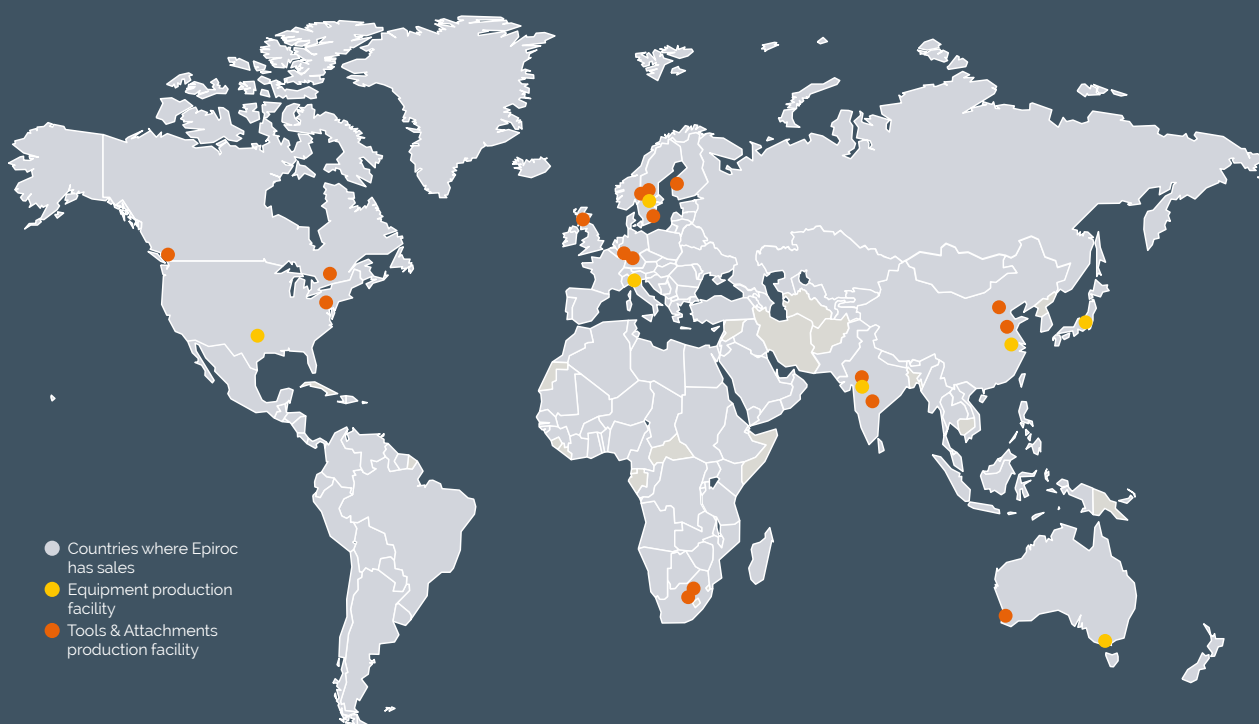 Countries where Epiroc
has sales
Equipment production
facility
Tools & Attachments
production facility